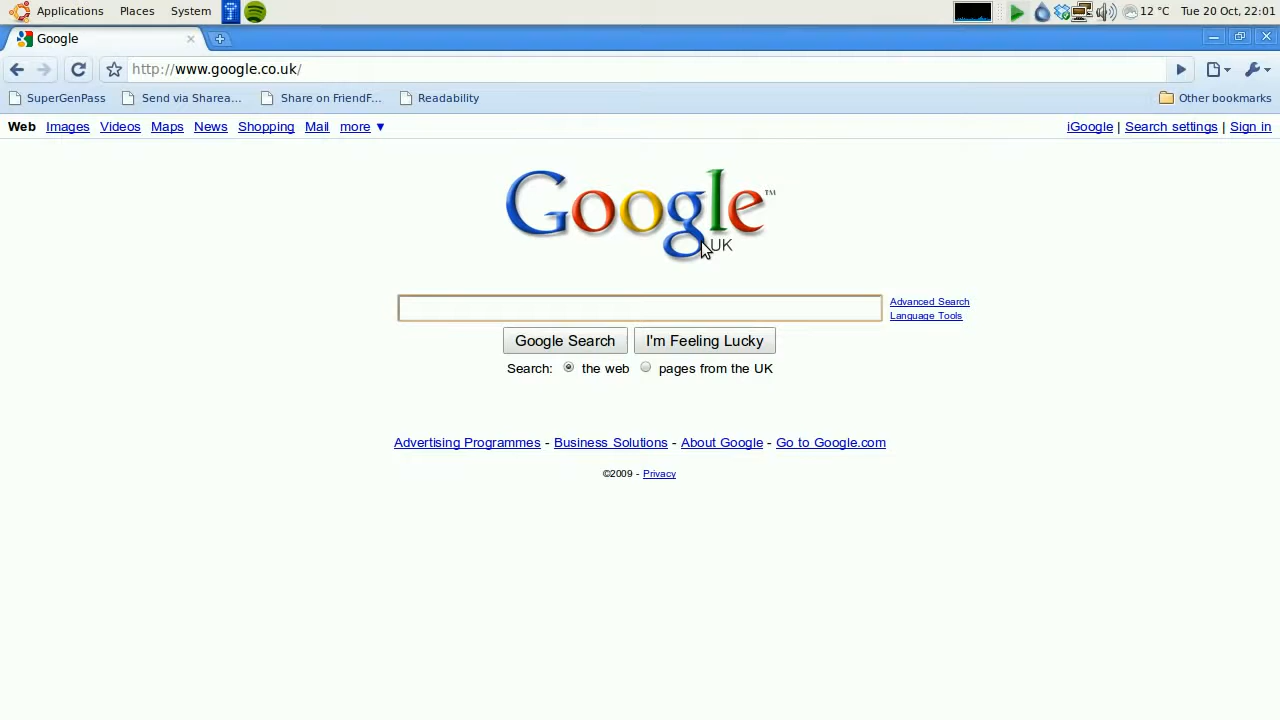 Applications Places System 12 °C Tue 20 Oct, 22:01
Google
http://www.google.co.uk/
SuperGenPass Send via Sharea... Share on FriendF... Readability Other bookmarks
Web Images Videos Maps News Shopping Mail more ▼ iGoogle | Search settings | Sign in
Google™
UK
Advanced Search
Language Tools
Google Search I'm Feeling Lucky
Search: the web pages from the UK
Advertising Programmes - Business Solutions - About Google - Go to Google.com
©2009 - Privacy